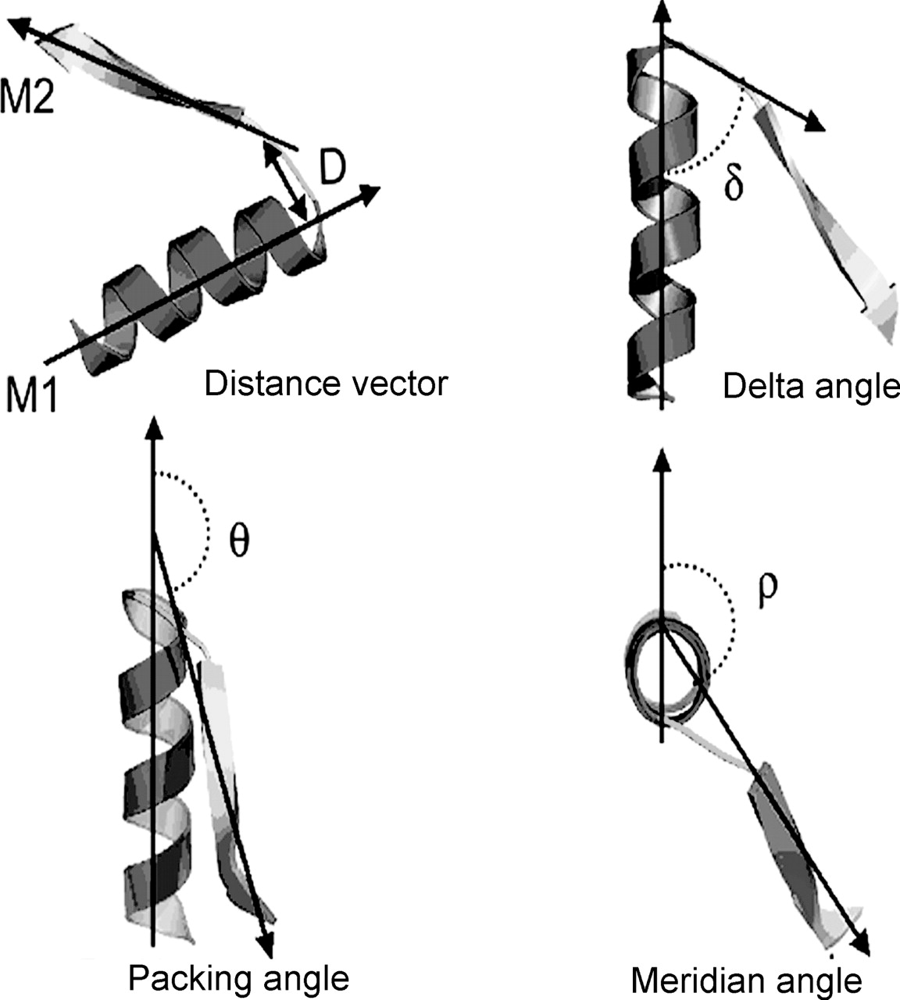 M2
D
M1
Distance vector
δ
Delta angle
θ
Packing angle
ρ
Meridian angle